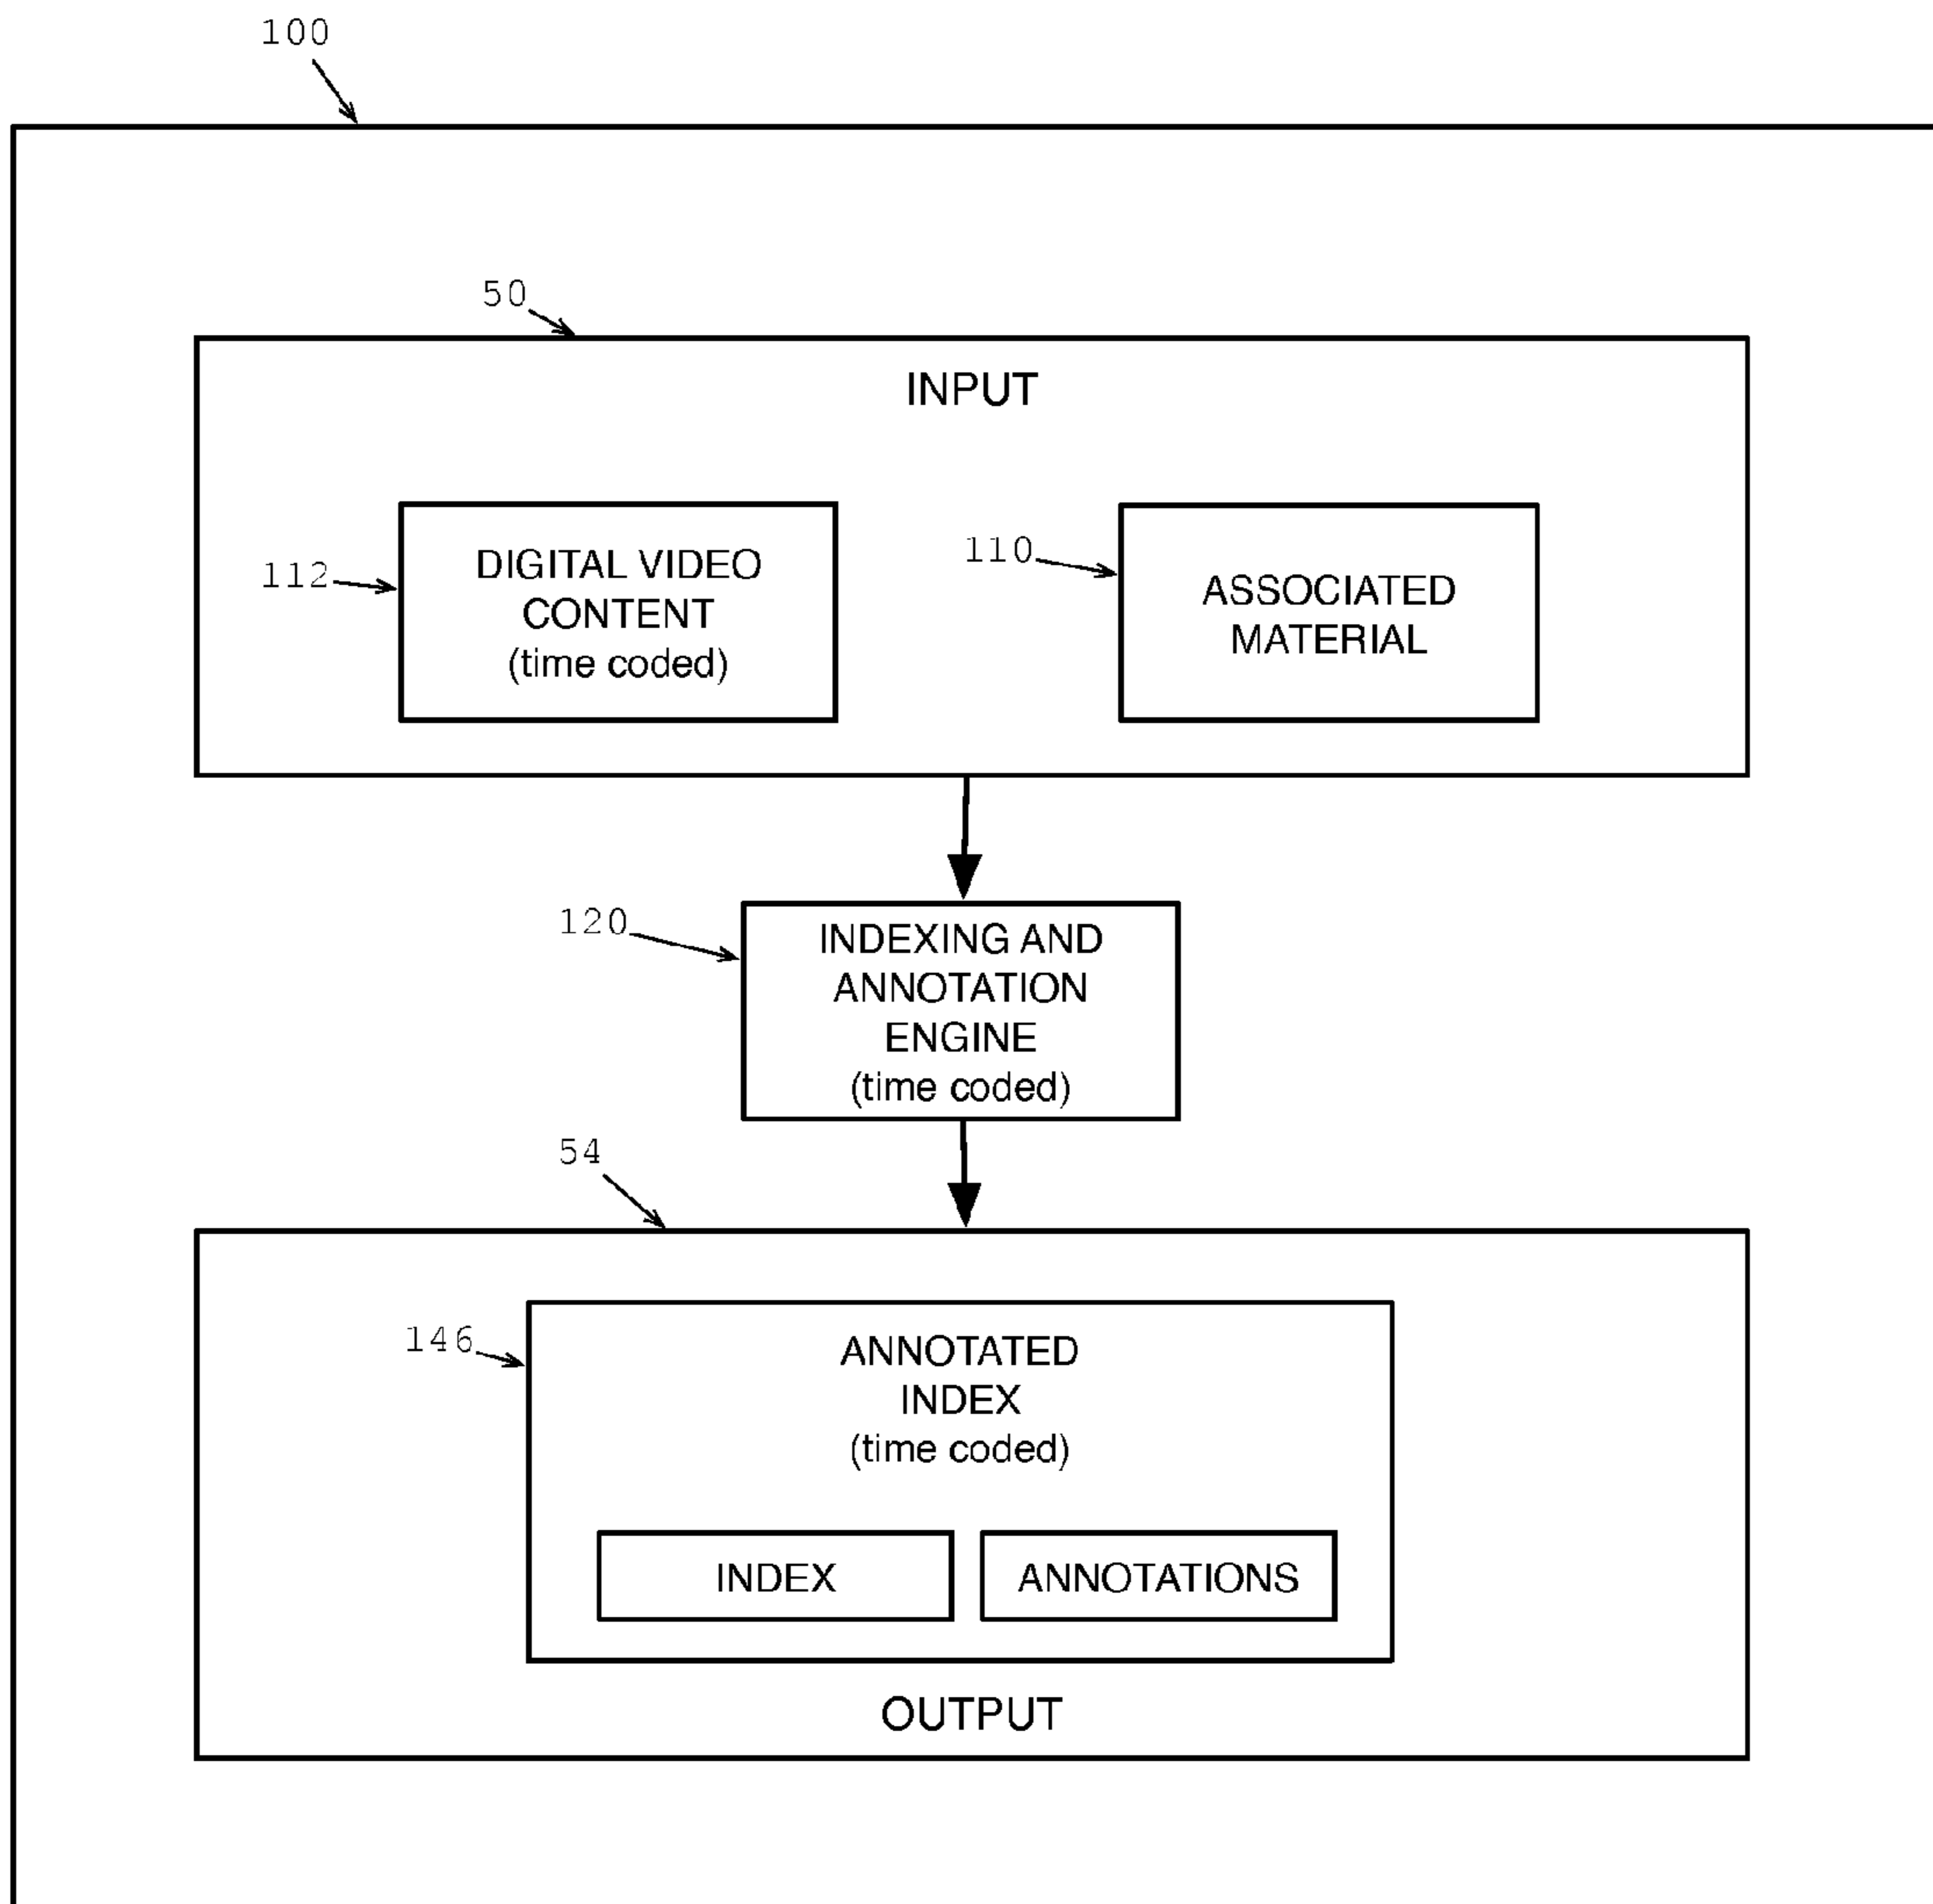 100
50
INPUT
112
DIGITAL VIDEO
CONTENT
(time coded)
110
ASSOCIATED
MATERIAL
120
INDEXING AND
ANNOTATION
ENGINE
(time coded)
54
146
ANNOTATED
INDEX
(time coded)
INDEX
ANNOTATIONS
OUTPUT